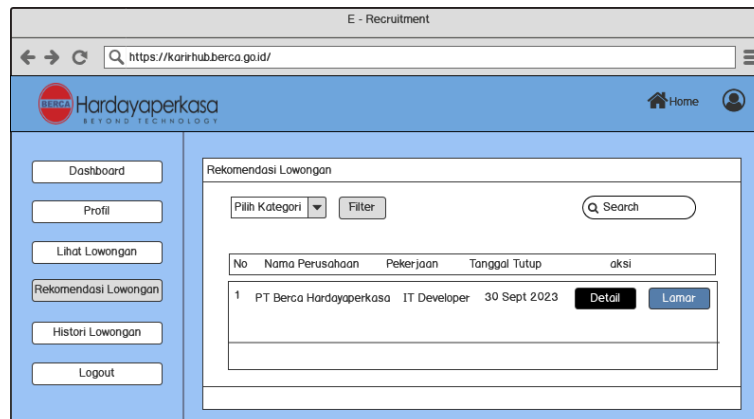 E - Recruitment
https://karirhub.berca.go.id/
BERCA Hardayaperkasa
BEYOND TECHNOLOGY
Home
Dashboard
Profil
Lihat Lowongan
Rekomendasi Lowongan
Histori Lowongan
Logout
Rekomendasi Lowongan
Pilih Kategori Filter Search
No Nama Perusahaan Pekerjaan Tanggal Tutup aksi
1 PT Berca Hardayaperkasa IT Developer 30 Sept 2023 Detail Lamar